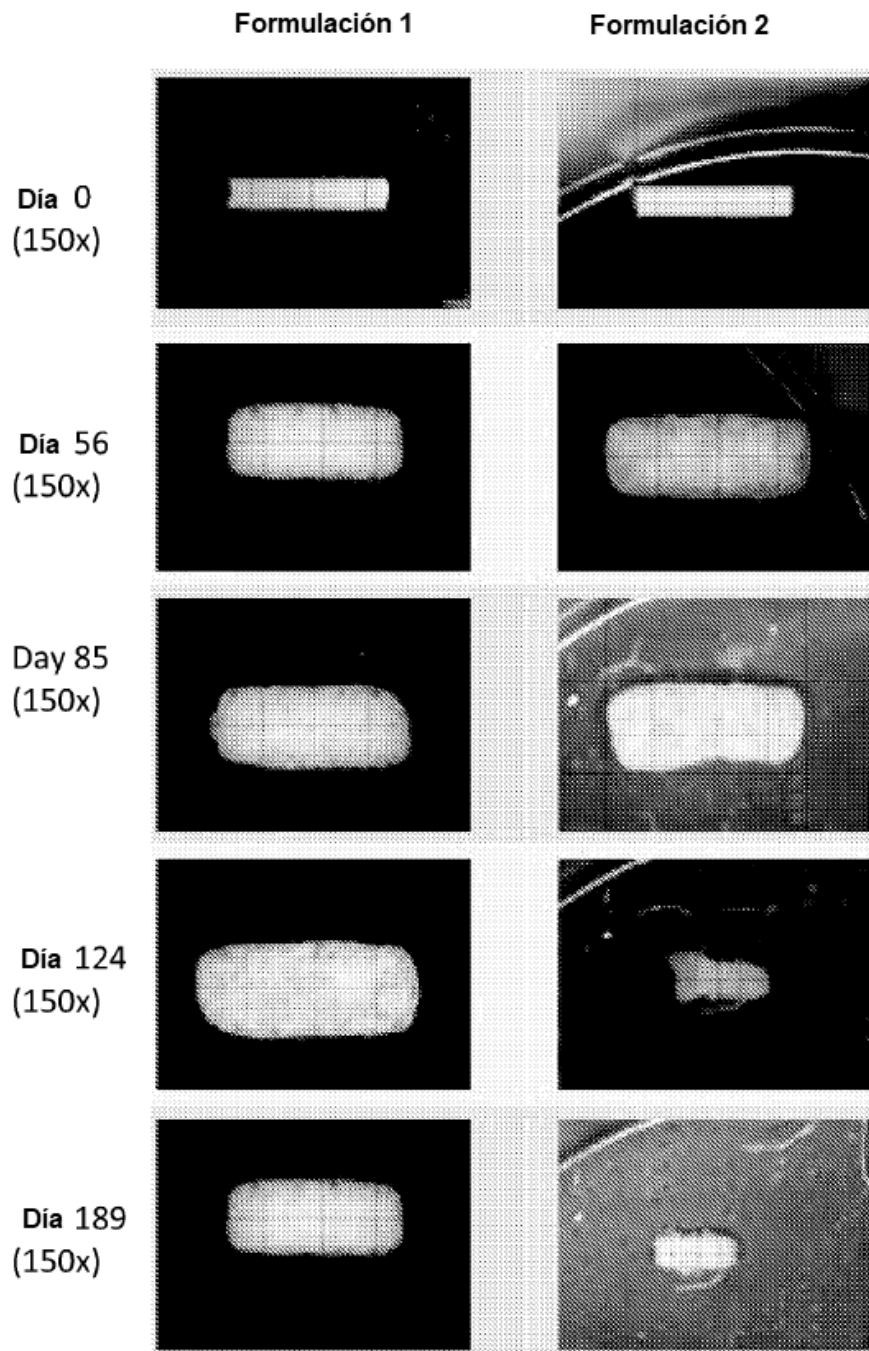 Formulación 1
Formulación 2
Día 0
(150x)
Día 56
(150x)
Day 85
(150x)
Día 124
(150x)
Día 189
(150x)